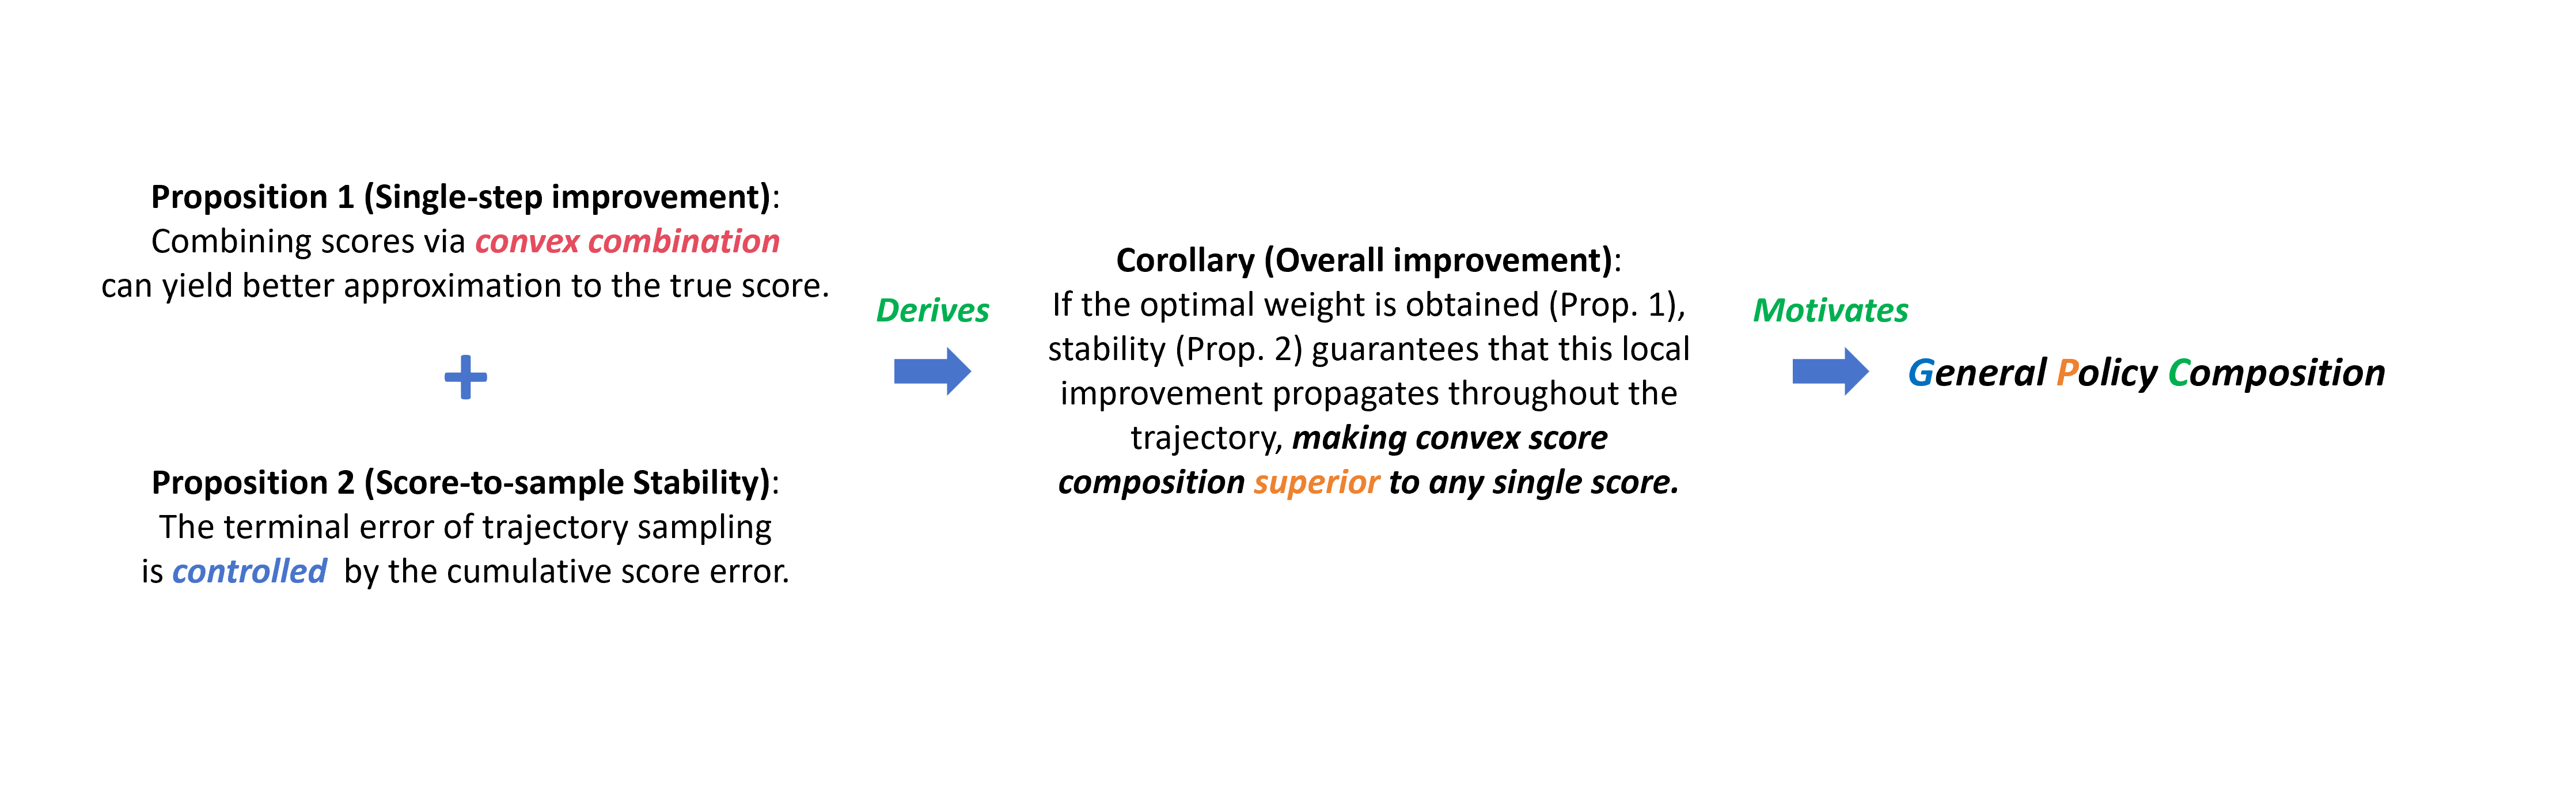 Proposition 1 (Single-step improvement):
Combining scores via convex combination
can yield better approximation to the true score.
+
Proposition 2 (Score-to-sample Stability):
The terminal error of trajectory sampling
is controlled by the cumulative score error.
Derives
Corollary (Overall improvement):
If the optimal weight is obtained (Prop. 1),
stability (Prop. 2) guarantees that this local
improvement propagates throughout the
trajectory, making convex score
composition superior to any single score.
Motivates
General Policy Composition